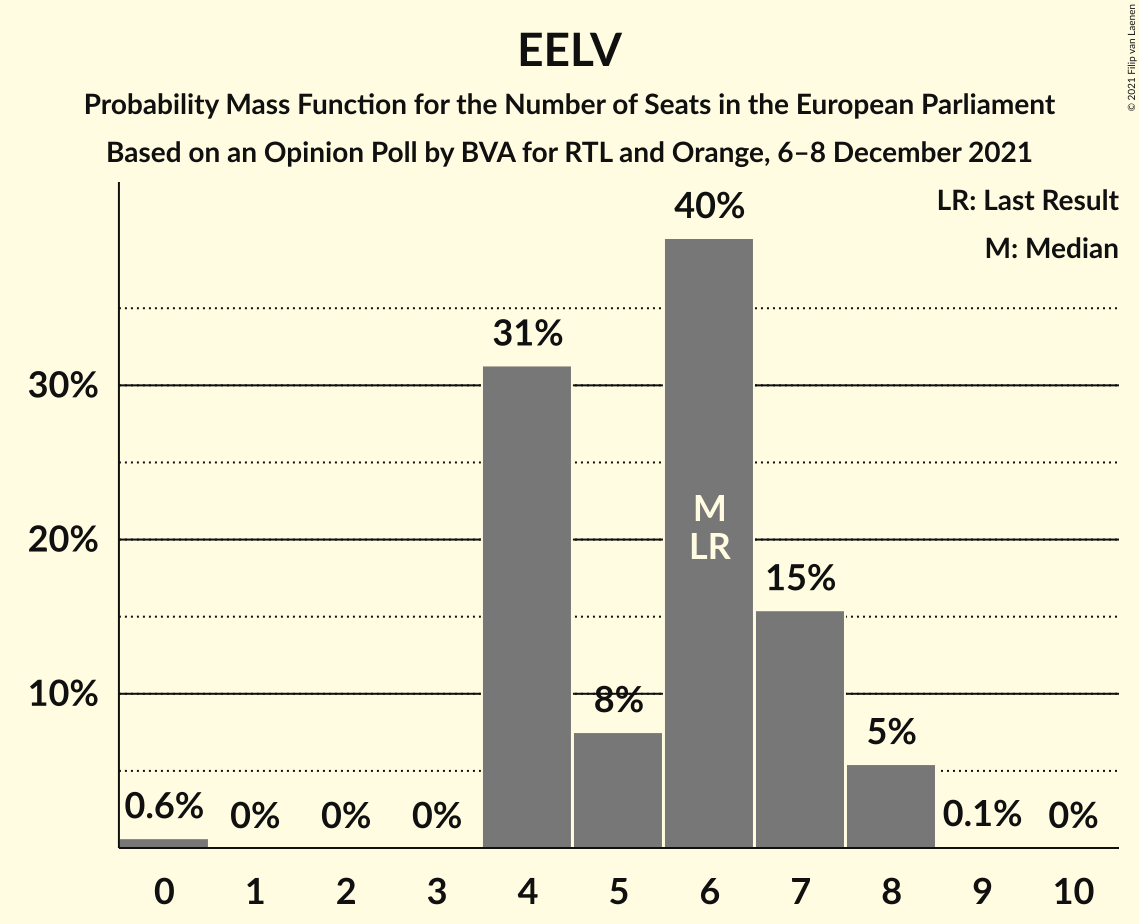 EELV
Probability Mass Function for the Number of Seats in the European Parliament
Based on an Opinion Poll by BVA for RTL and Orange, 6–8 December 2021
© 2021 Filip van Laenen
LR: Last Result
M: Median
40%
31%
30%
M
LR
20%
15%
10%
8%
5%
0.6%
0%
0%
0%
0.1%
0%
0 1 2 3 4 5 6 7 8 9 10